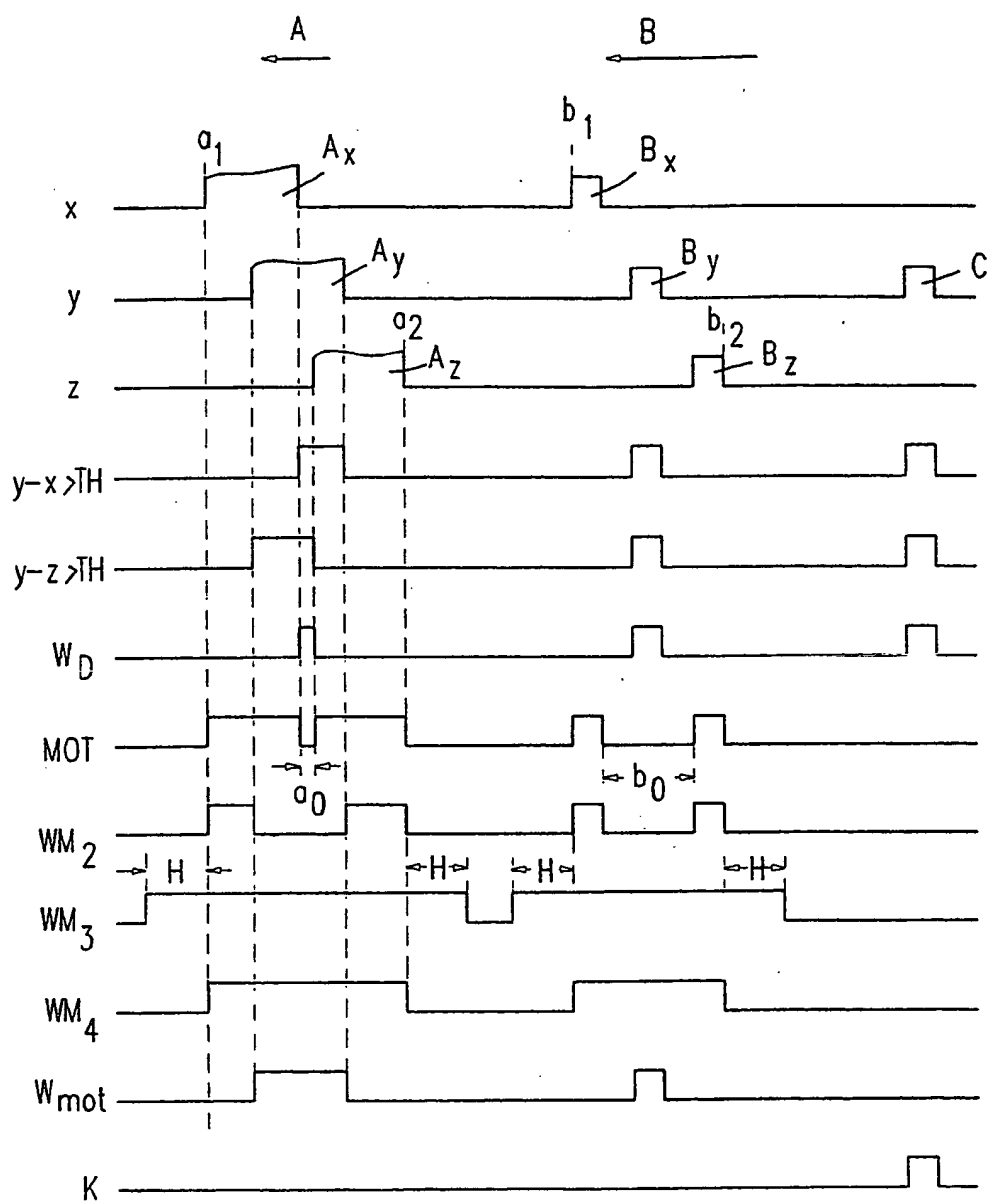 A B
a1 Ax b1 Bx
x
Ay By C
y
a2 Az b2 Bz
z
y-x>TH
y-z>TH
WD
MOT
a0 b0
WM2
H H H H
WM3
WM4
Wmot
K